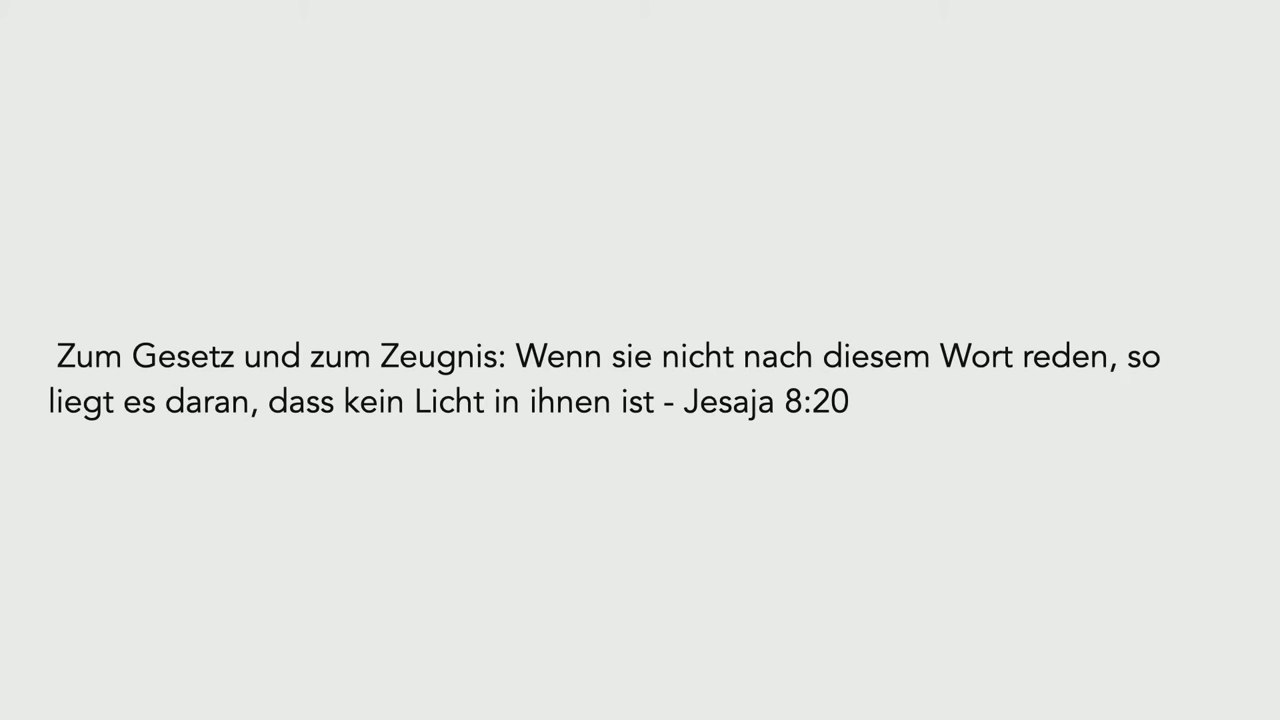 Zum Gesetz und zum Zeugnis: Wenn sie nicht nach diesem Wort reden, so
liegt es daran, dass kein Licht in ihnen ist - Jesaja 8:20